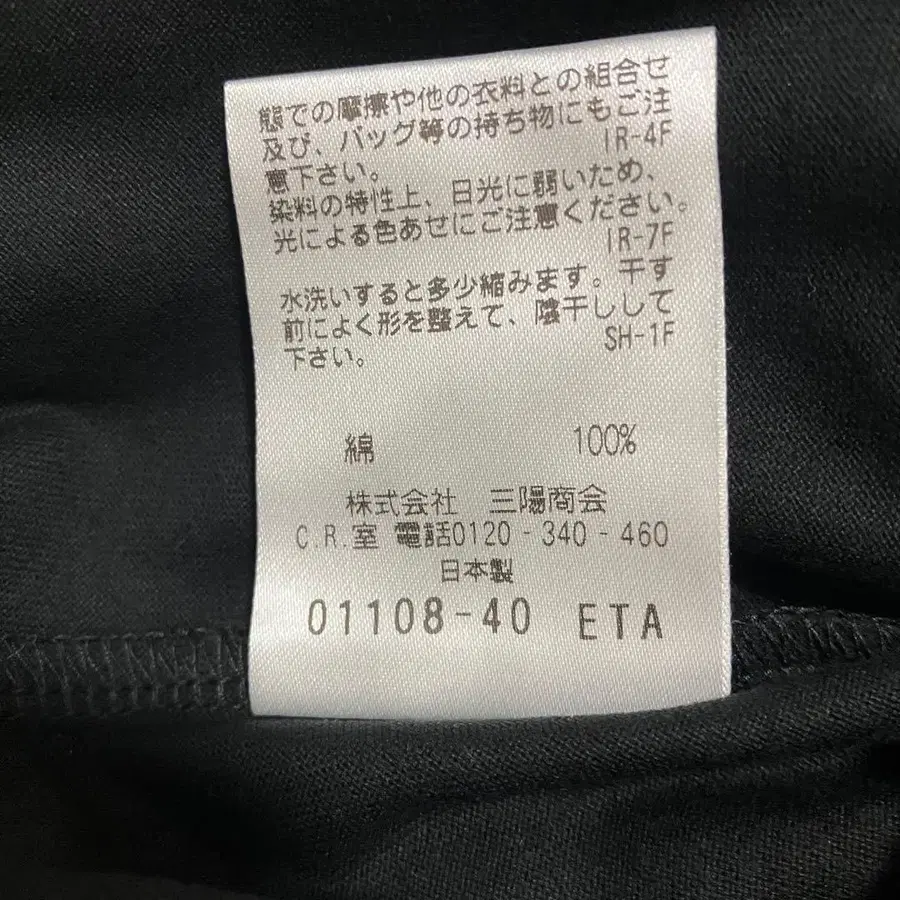 態での摩擦や他の衣料との組合せ
及び、バッグ等の持ち物にもご注
意下さい。 IR-4F
染料の特性上、日光に弱いため、
光による色あせにご注意ください。
IR-7F
水洗いすると多少縮みます。干す
前によく形を整えて、陰干しして
下さい。 SH-1F
綿 100%
株式会社 三陽商会
C.R.室 電話0120-340-460
日本製
01108-40 ETA